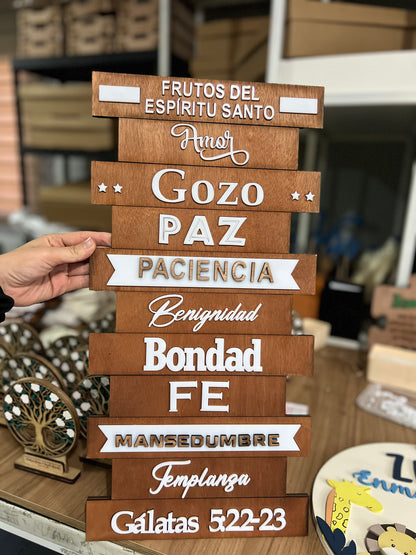 FRUTOS DEL
ESPÍRITU SANTO
Amor
Gozo
PAZ
PACIENCIA
Benignidad
Bondad
FE
MANSEDUMBRE
Templanza
Gálatas 5:22-23